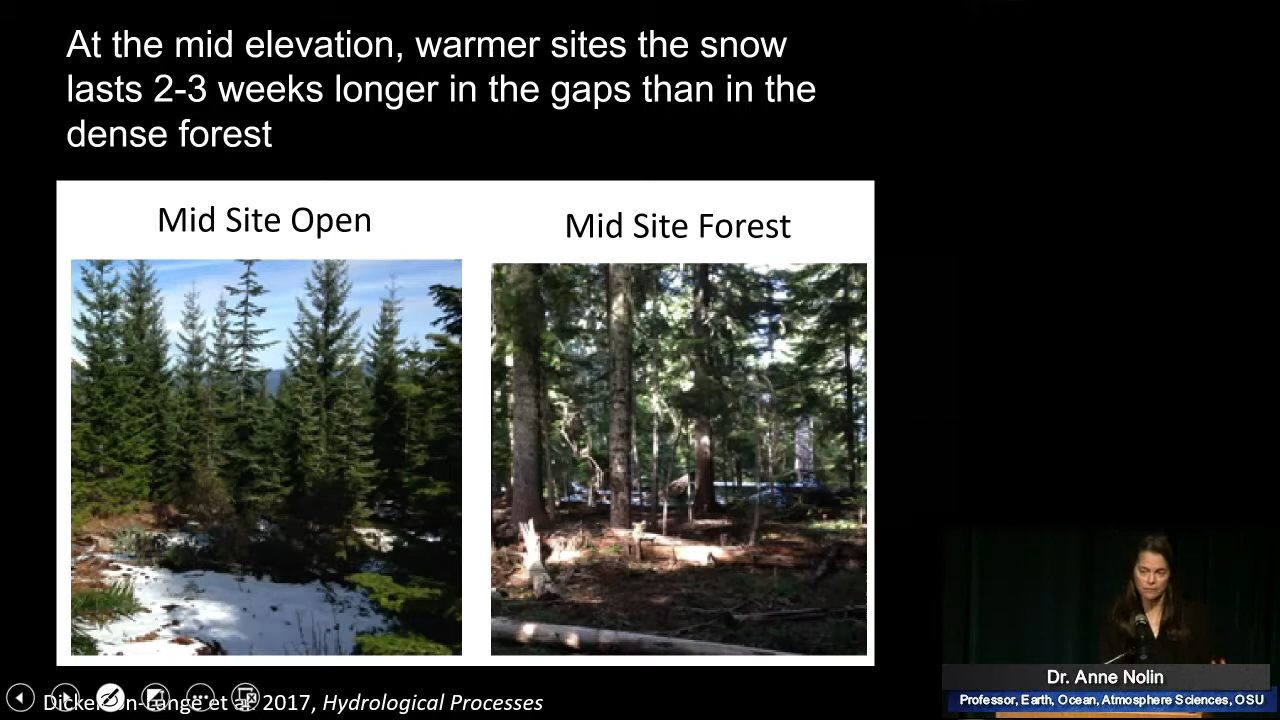 At the mid elevation, warmer sites the snow
lasts 2-3 weeks longer in the gaps than in the
dense forest
Mid Site Open
Mid Site Forest
et al 2017, Hydrological Processes
Dr. Anne Nolin
Professor, Earth, Ocean, Atmosphere Sciences, OSU